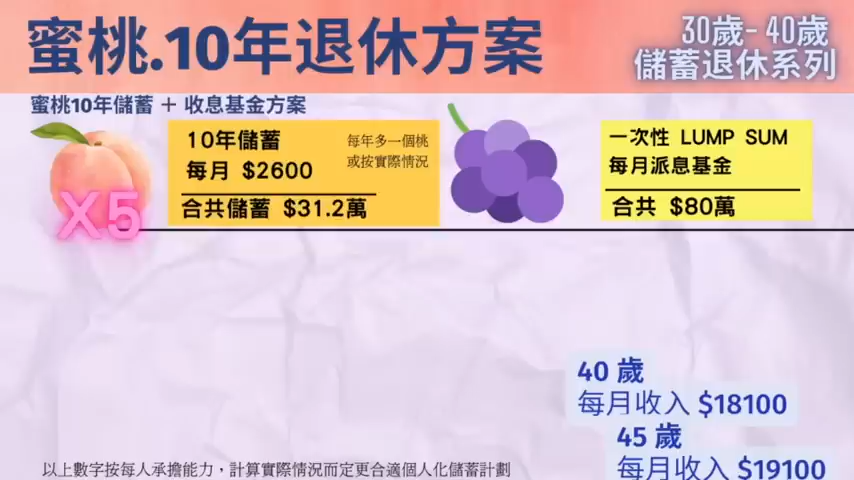 蜜桃.10年退休方案
30歲- 40歲
儲蓄退休系列
蜜桃10年儲蓄 + 收息基金方案
10年儲蓄
每月 $2600
每年多一個桃
或按實際情況
合共儲蓄 $31.2萬
X5
一次性 LUMP SUM
每月派息基金
合共 $80萬
40 歲
每月收入 $18100
45 歲
每月收入 $19100
以上數字按每人承擔能力，計算實際情況而定更合適個人化儲蓄計劃